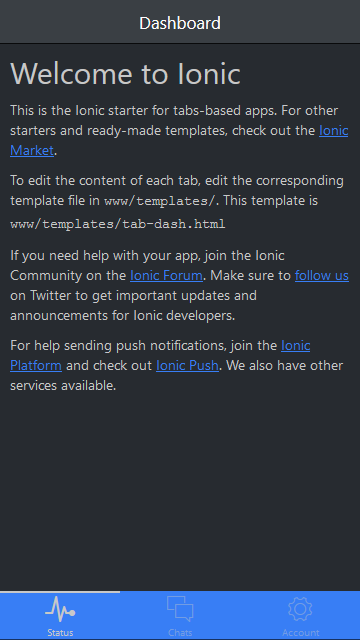 Dashboard
Welcome to Ionic
This is the Ionic starter for tabs-based apps. For other
starters and ready-made templates, check out the Ionic
Market.
To edit the content of each tab, edit the corresponding
template file in www/templates/. This template is
www/templates/tab-dash.html
If you need help with your app, join the Ionic
Community on the Ionic Forum. Make sure to follow us
on Twitter to get important updates and
announcements for Ionic developers.
For help sending push notifications, join the Ionic
Platform and check out Ionic Push. We also have other
services available.
Status Chats Account